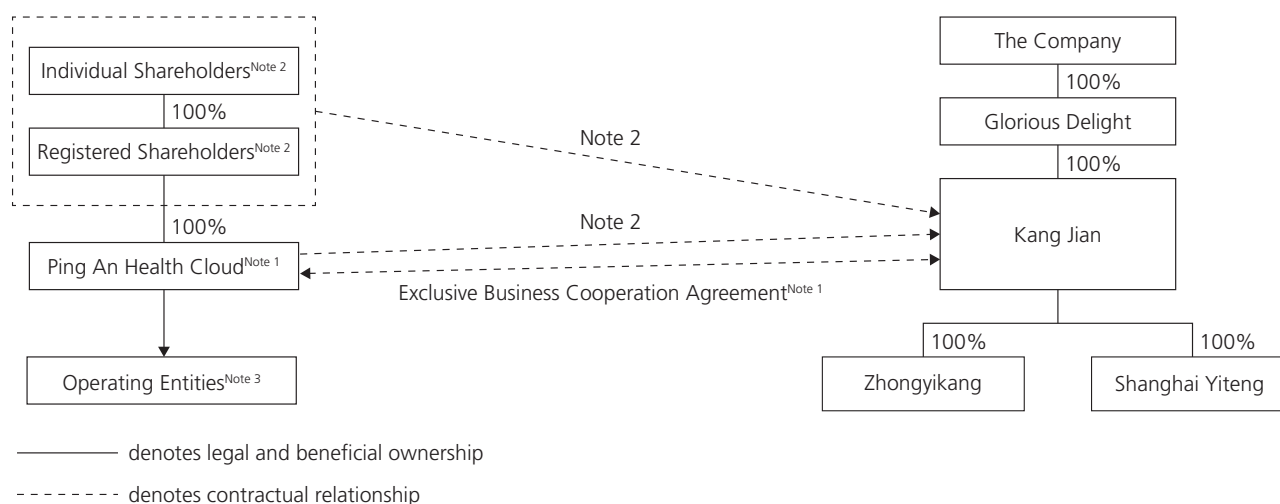 Individual Shareholders Note 2
100%
Registered Shareholders Note 2
100%
Ping An Health Cloud Note 1
Operating Entities Note 3
Note 2
Note 2
Exclusive Business Cooperation Agreement Note 1
The Company
100%
Glorious Delight
100%
Kang Jian
100%
100%
Zhongyikang
Shanghai Yiteng
denotes legal and beneficial ownership
denotes contractual relationship